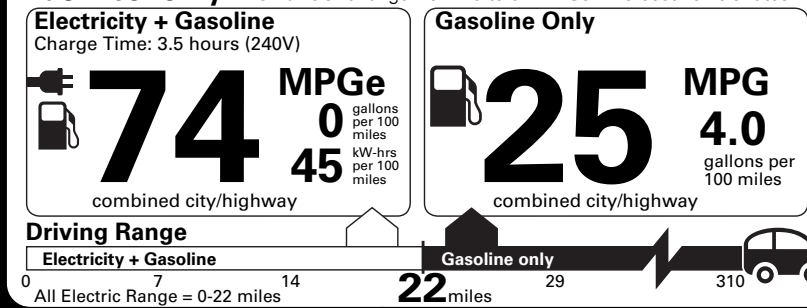 Electricity + Gasoline
Charge Time: 3.5 hours (240V)
74
MPGe
0 gallons per 100 miles
45 kW-hrs per 100 miles
combined city/highway
Gasoline Only
25
MPG
4.0
gallons per
100 miles
combined city/highway
Driving Range
Electricity + Gasoline
Gasoline only
0 7 14 22 miles 29 310
All Electric Range = 0-22 miles